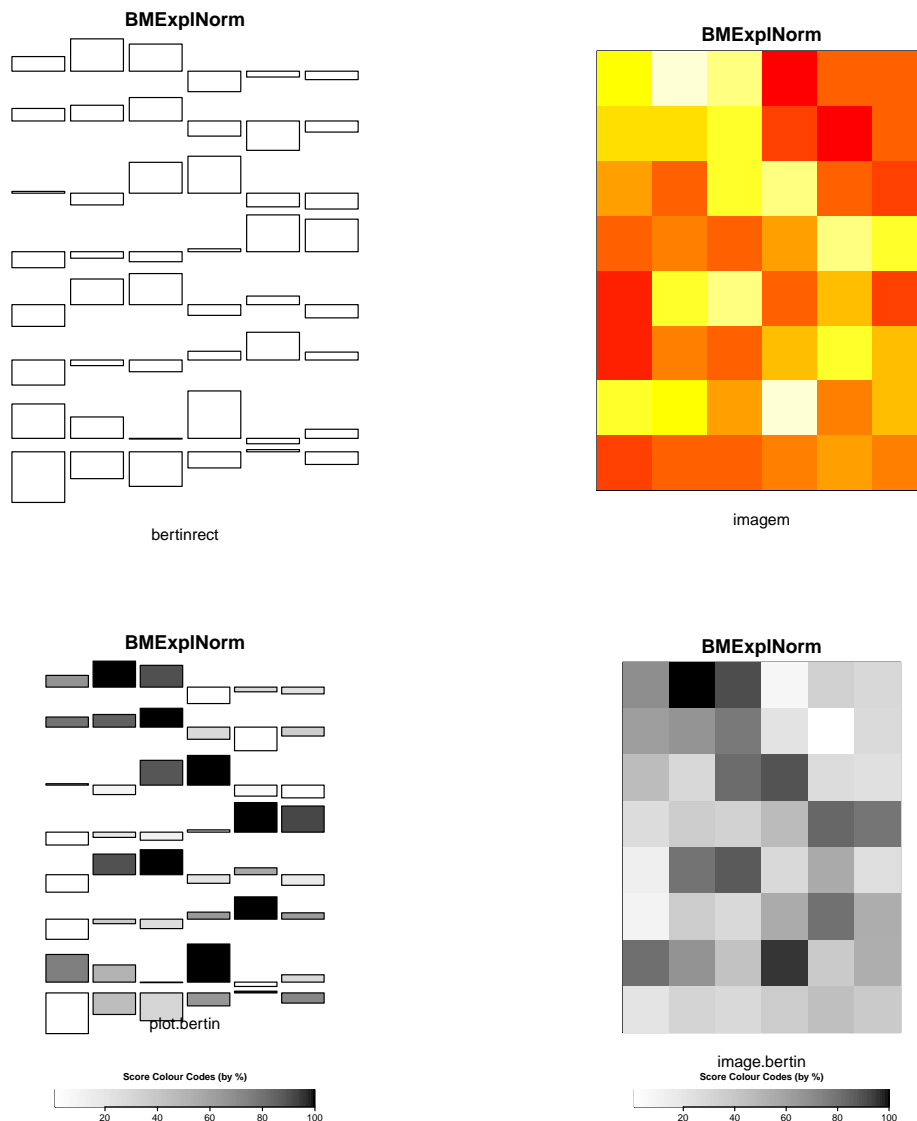 BMExplNorm
bertinrect
BMExplNorm
imagem
BMExplNorm
plot.bertin
Score Colour Codes (by %)
20 40 60 80 100
BMExplNorm
image.bertin
Score Colour Codes (by %)
20 40 60 80 100